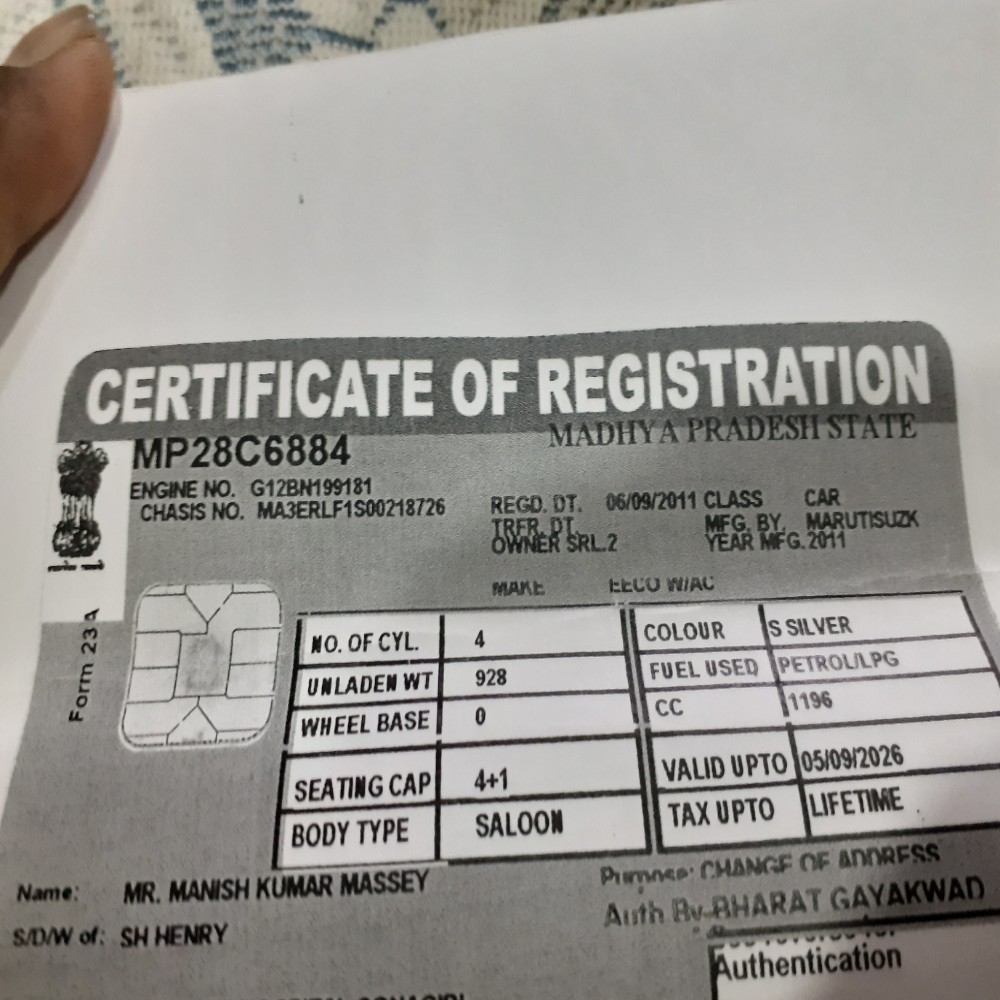 CERTIFICATE OF REGISTRATION
MADHYA PRADESH STATE
MP28C6884
ENGINE NO. G12BN199181
CHASIS NO. MA3ERLF1S00218726
REGD. DT. 06/09/2011 CLASS CAR
TRFR. DT. MFG. BY. MARUTISUZK
OWNER SRL.2 YEAR MFG. 2011
MAKE EECO W/AC
Form 23 A
NO. OF CYL. 4
UNLADEN WT 928
WHEEL BASE 0
SEATING CAP 4+1
BODY TYPE SALOON
COLOUR S SILVER
FUEL USED PETROL/LPG
CC 1196
VALID UPTO 05/09/2026
TAX UPTO LIFETIME
Name: MR. MANISH KUMAR MASSEY
S/D/W of: SH HENRY
Purpose: CHANGE OF ADDRESS
Auth By-BHARAT GAYAKWAD
Authentication